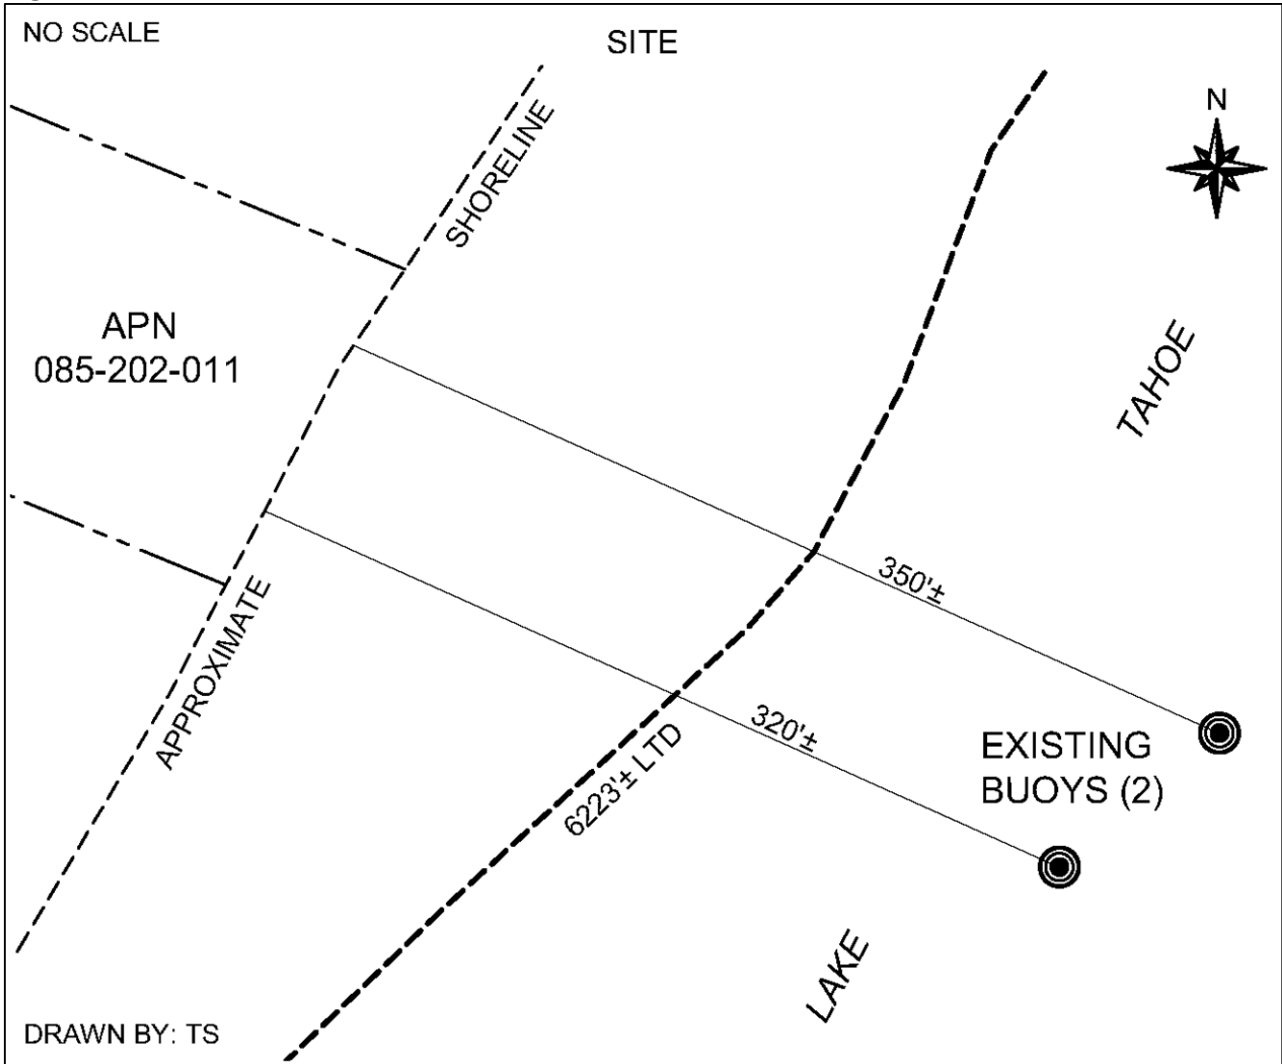 NO SCALE
SITE
N
SHORELINE
APN
085-202-011
TAHOE
350'±
APPROXIMATE
320'±
6223'± LTD
EXISTING
BUOYS (2)
LAKE
DRAWN BY: TS